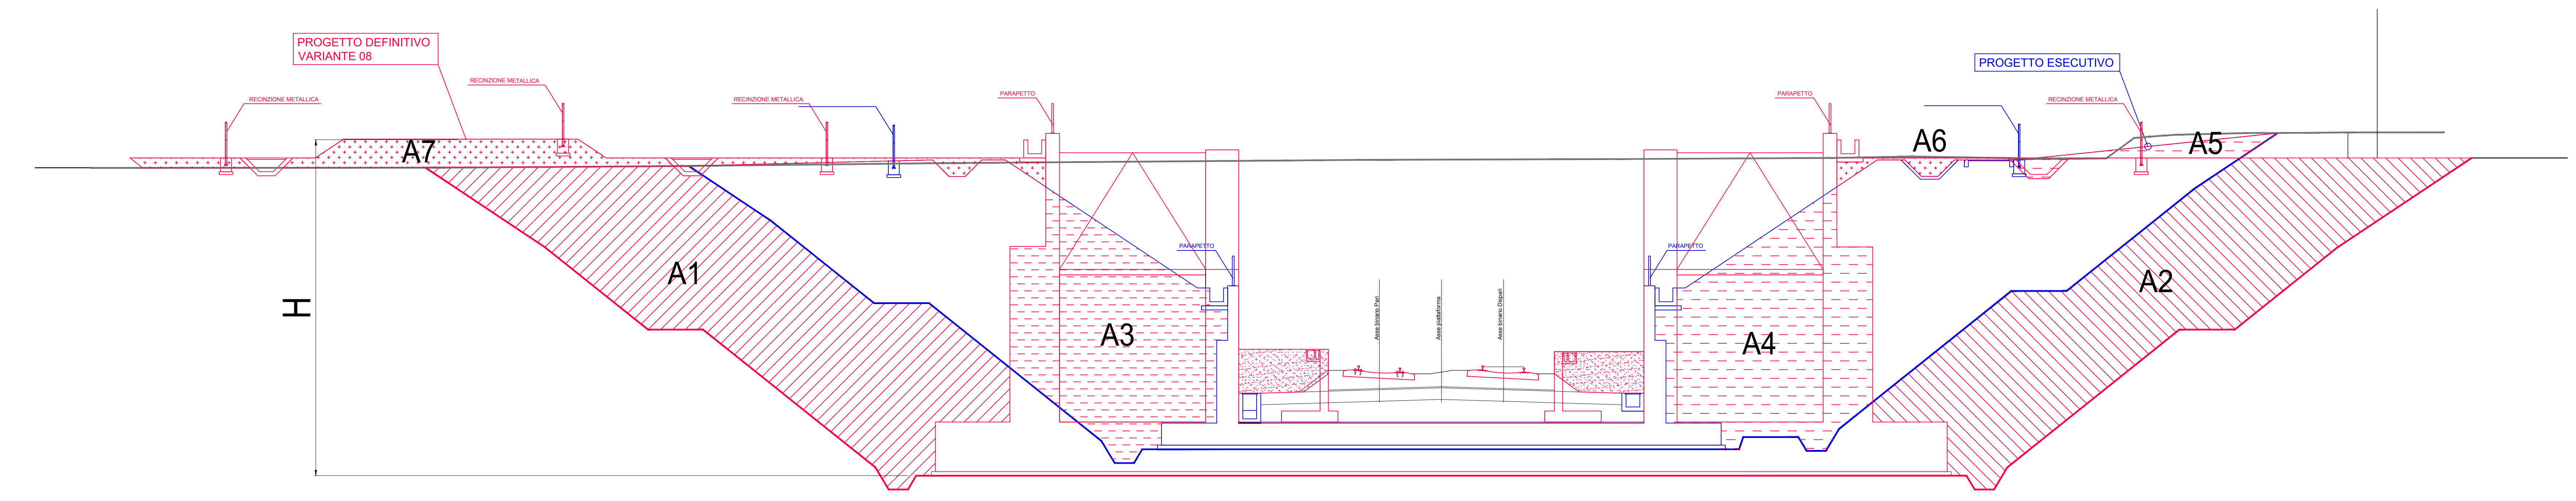 PROGETTO DEFINITIVO
VARIANTE 08
PROGETTO ESECUTIVO
RECINZIONE METALLICA
RECINZIONE METALLICA
RECINZIONE METALLICA
PARAPETTO
PARAPETTO
RECINZIONE METALLICA
A7
A6
A5
PARAPETTO
PARAPETTO
A1
A2
H
A3
A4
Asse binario Pari
Asse piattaforma
Asse binario Dispari